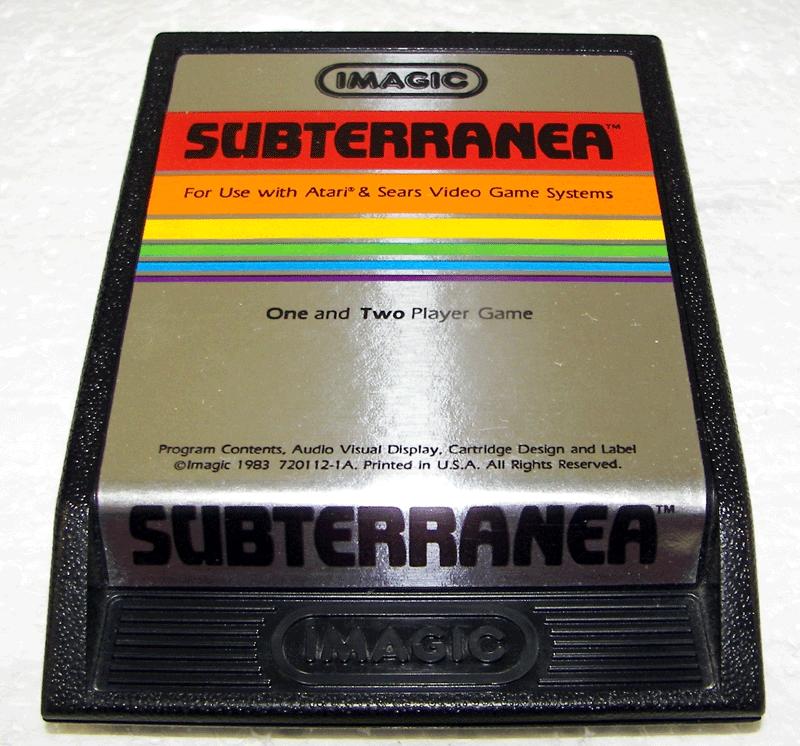 IMAGIC
SUBTERRANEA™
For Use with Atari® & Sears Video Game Systems
One and Two Player Game
Program Contents, Audio Visual Display, Cartridge Design and Label
©Imagic 1983 720112-1A. Printed in U.S.A. All Rights Reserved.
SUBTERRANEA™
IMAGIC